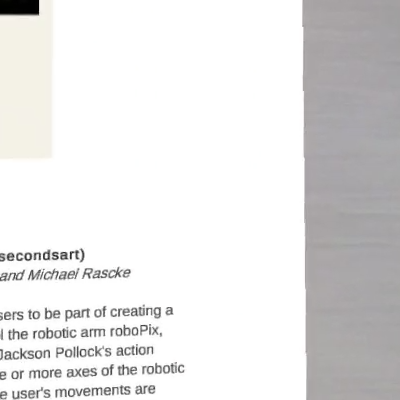 secondsart)
and Michael Rascke
sers to be part of creating a
l the robotic arm roboPix,
Jackson Pollock's action
e or more axes of the robotic
e user's movements are